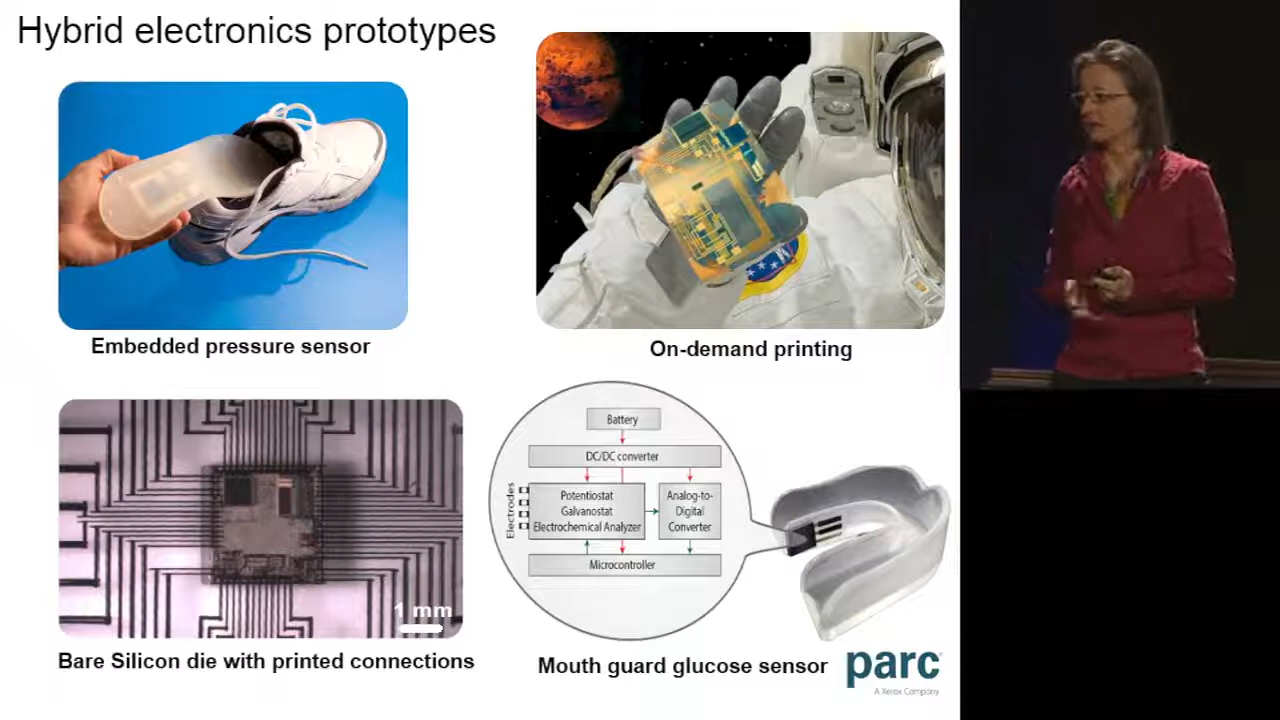 Hybrid electronics prototypes
Embedded pressure sensor
On-demand printing
1 mm
Bare Silicon die with printed connections
Battery
DC/DC converter
Electrodes
Potentiostat
Galvanostat
Electrochemical Analyzer
Analog-to-
Digital
Converter
Microcontroller
Mouth guard glucose sensor
parc
A Xerox Company